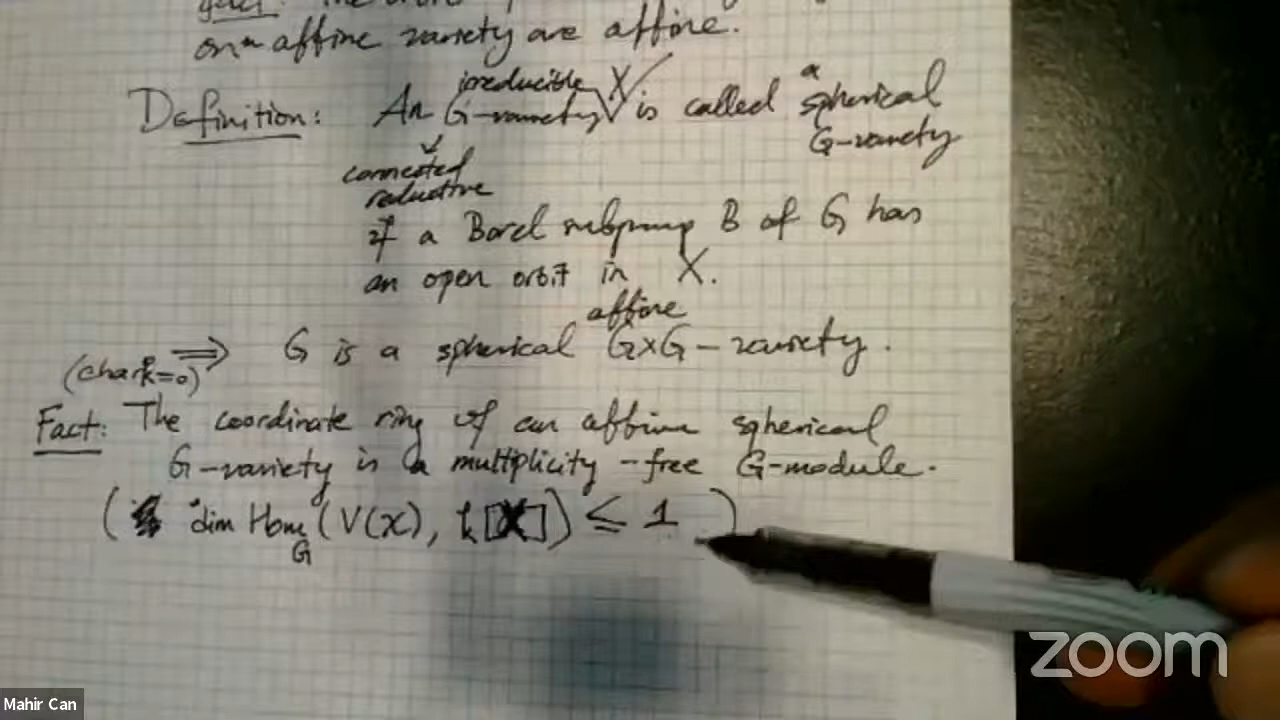 on an affine variety are affine.
irreducible
Definition: An G-variety X is called a spherical
G-variety
connected
reductive
if a Borel subgroup B of G has
an open orbit in X.
affine
⟹ G is a spherical G×G-variety.
(char k=0)
Fact: The coordinate ring of an affine spherical
G-variety is a multiplicity-free G-module.
( dim Hom_G (V(χ), k[X]) ≤ 1 )
zoom
Mahir Can